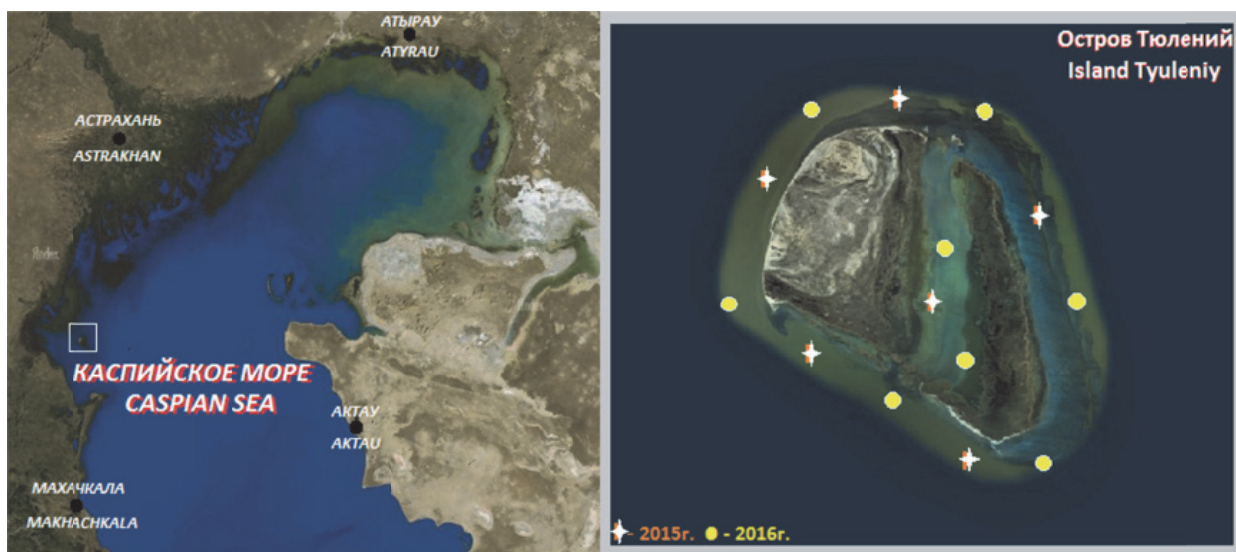 АТЫРАУ
ATYRAU
АСТРАХАНЬ
ASTRAKHAN
КАСПИЙСКОЕ МОРЕ
CASPIAN SEA
АКТАУ
AKTAU
МАХАЧКАЛА
MAKHACHKALA
Остров Тюлений
Island Tyuleniy
- 2015г. - 2016г.